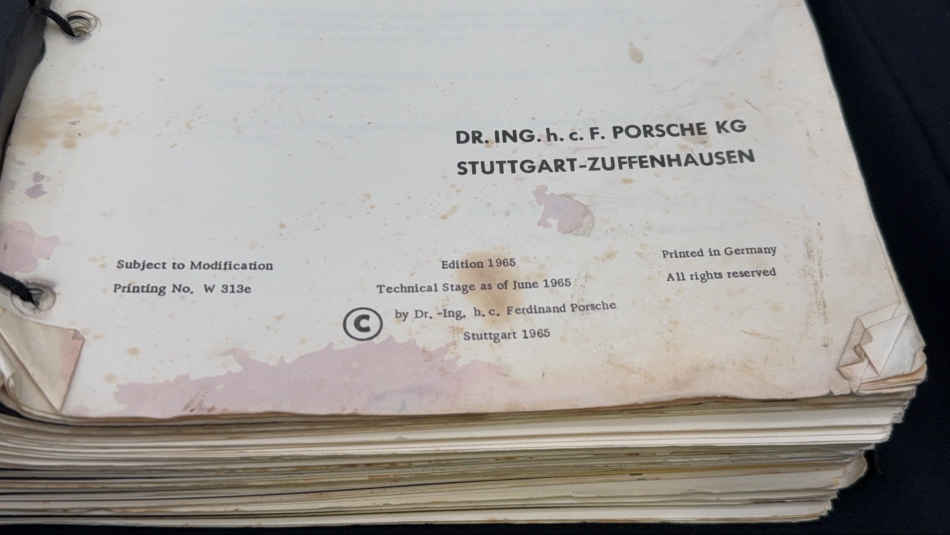 DR. ING. h. c. F. PORSCHE KG
STUTTGART-ZUFFENHAUSEN
Subject to Modification
Printing No. W 313e
Edition 1965
Technical Stage as of June 1965
© by Dr. -Ing. h. c. Ferdinand Porsche
Stuttgart 1965
Printed in Germany
All rights reserved